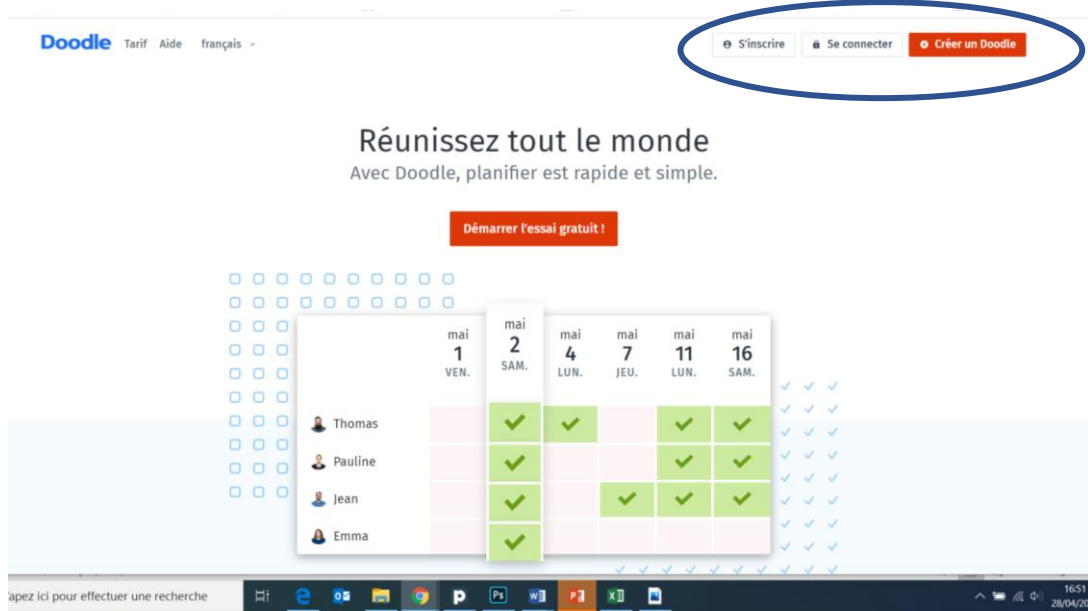 Doodle Tarif Aide français S'inscrire Se connecter Créer un Doodle
Réunissez tout le monde
Avec Doodle, planifier est rapide et simple.
Démarrer l'essai gratuit !
mai mai mai mai mai mai
1 2 4 7 11 16
VEN. SAM. LUN. JEU. LUN. SAM.
Thomas
Pauline
Jean
Emma
apez ici pour effectuer une recherche
16:51
28/04/20